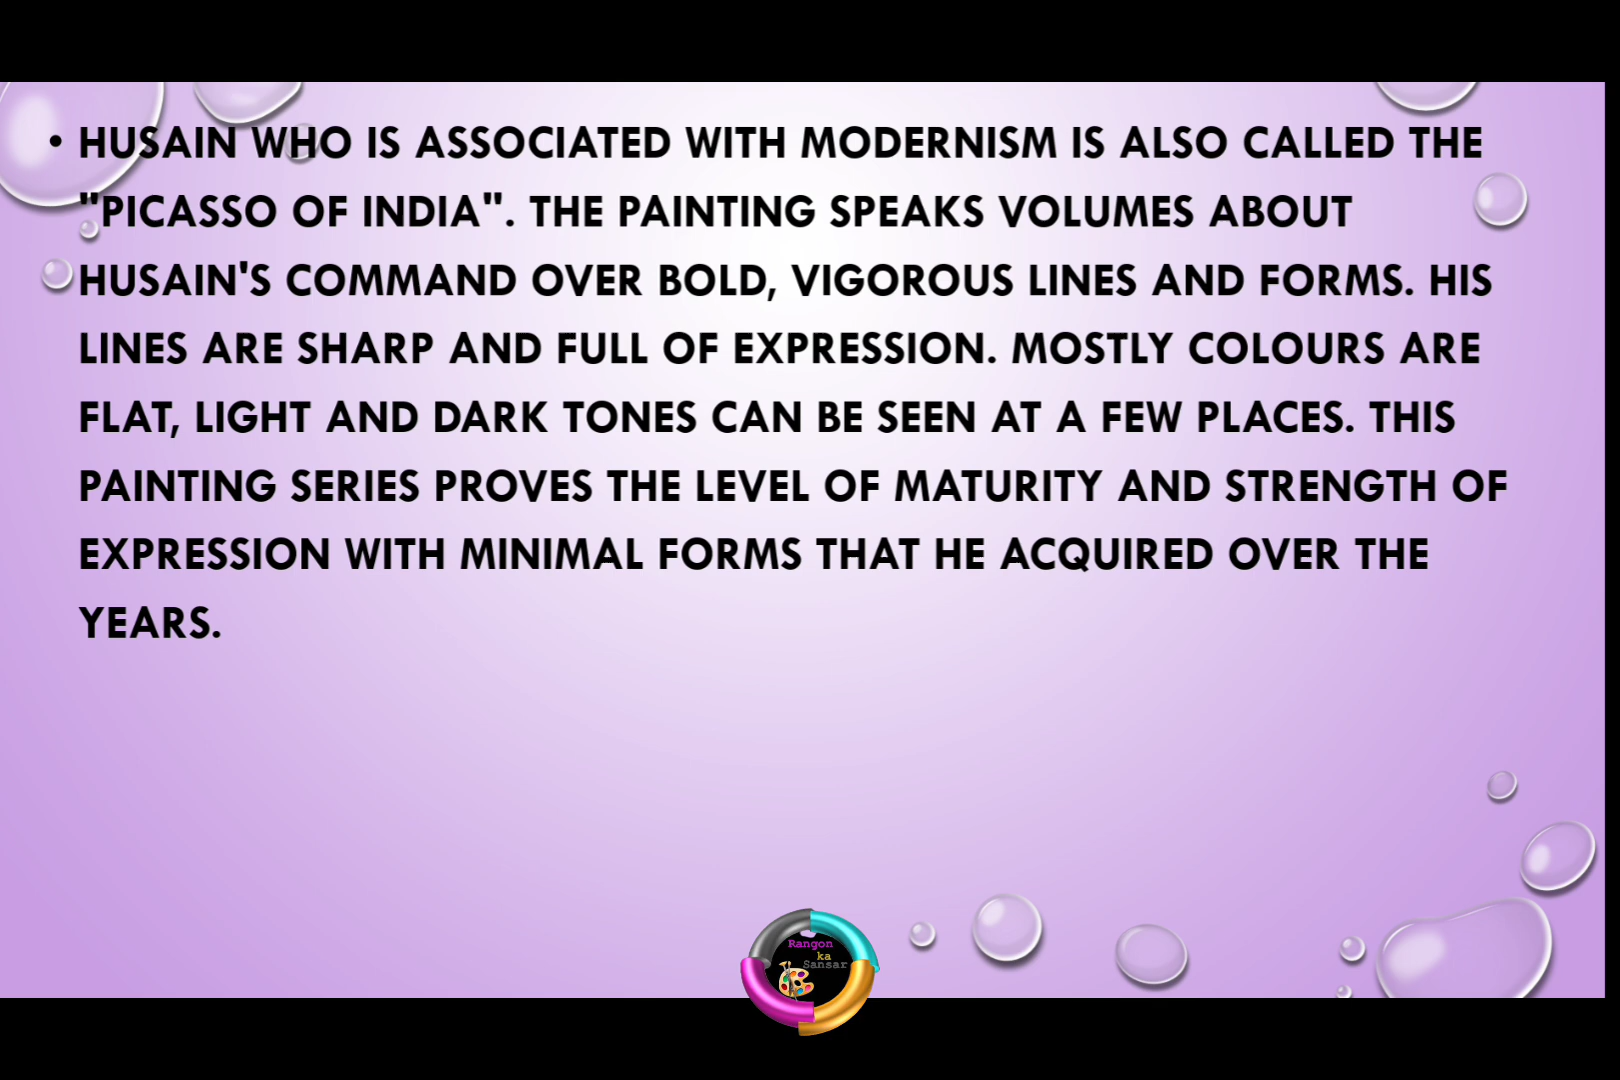 • HUSAIN WHO IS ASSOCIATED WITH MODERNISM IS ALSO CALLED THE
"PICASSO OF INDIA". THE PAINTING SPEAKS VOLUMES ABOUT
HUSAIN'S COMMAND OVER BOLD, VIGOROUS LINES AND FORMS. HIS
LINES ARE SHARP AND FULL OF EXPRESSION. MOSTLY COLOURS ARE
FLAT, LIGHT AND DARK TONES CAN BE SEEN AT A FEW PLACES. THIS
PAINTING SERIES PROVES THE LEVEL OF MATURITY AND STRENGTH OF
EXPRESSION WITH MINIMAL FORMS THAT HE ACQUIRED OVER THE
YEARS.
Rangon
ka
Sansar